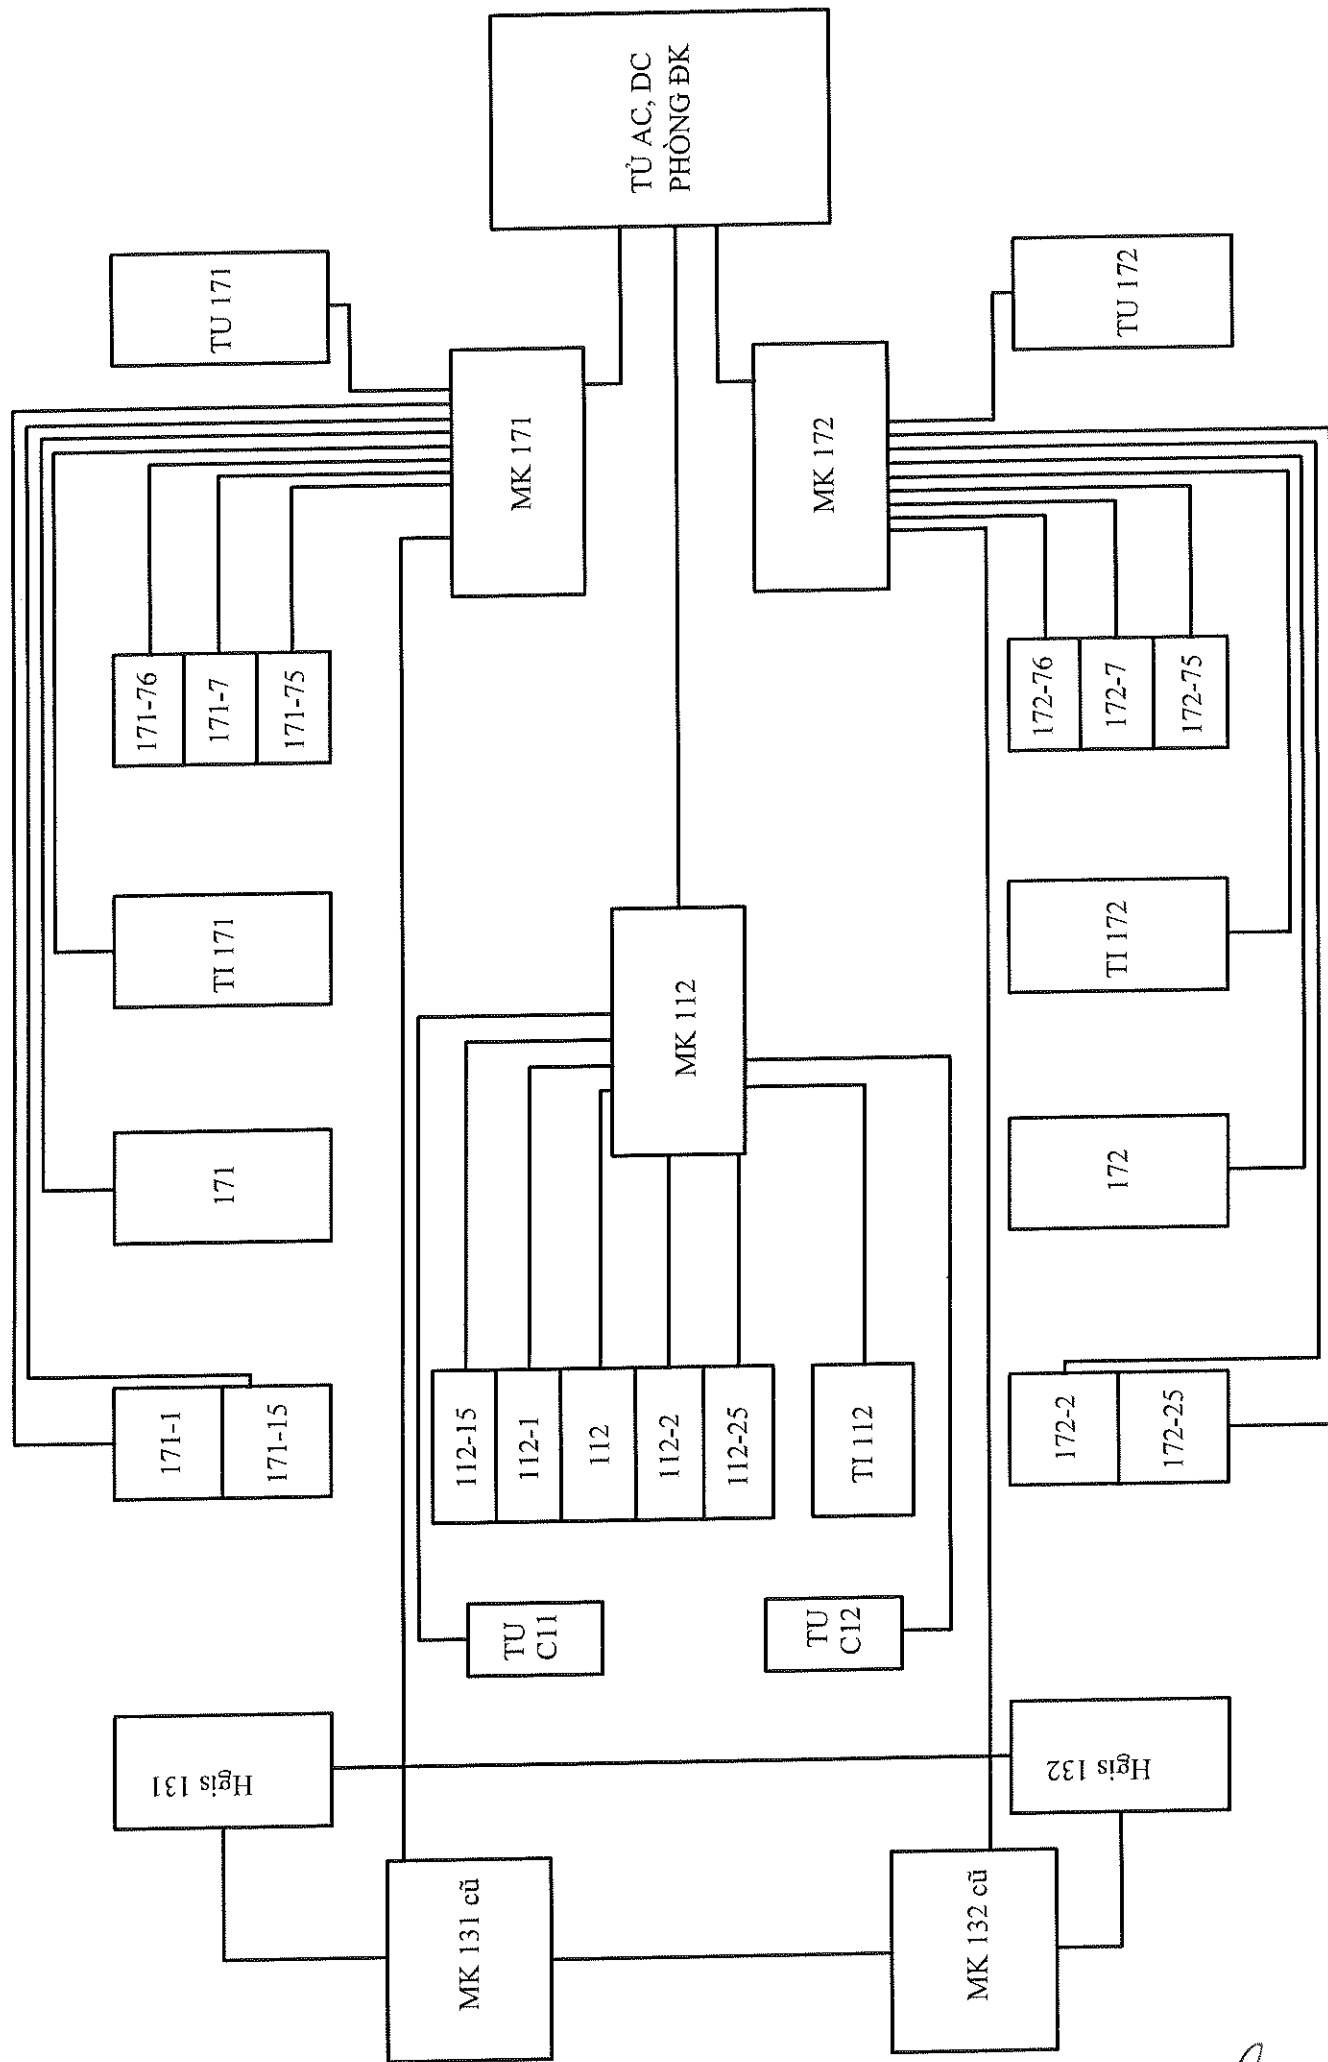 TỦ AC, DC
PHÒNG ĐK
TU 171
TU 172
MK 171
MK 172
171-76
171-7
171-75
172-76
172-7
172-75
TI 171
TI 172
MK 112
171
172
171-1
171-15
112-15
112-1
112
112-2
112-25
TI 112
172-2
172-25
TU
C11
TU
C12
Hgis 131
Hgis 132
MK 131 cũ
MK 132 cũ